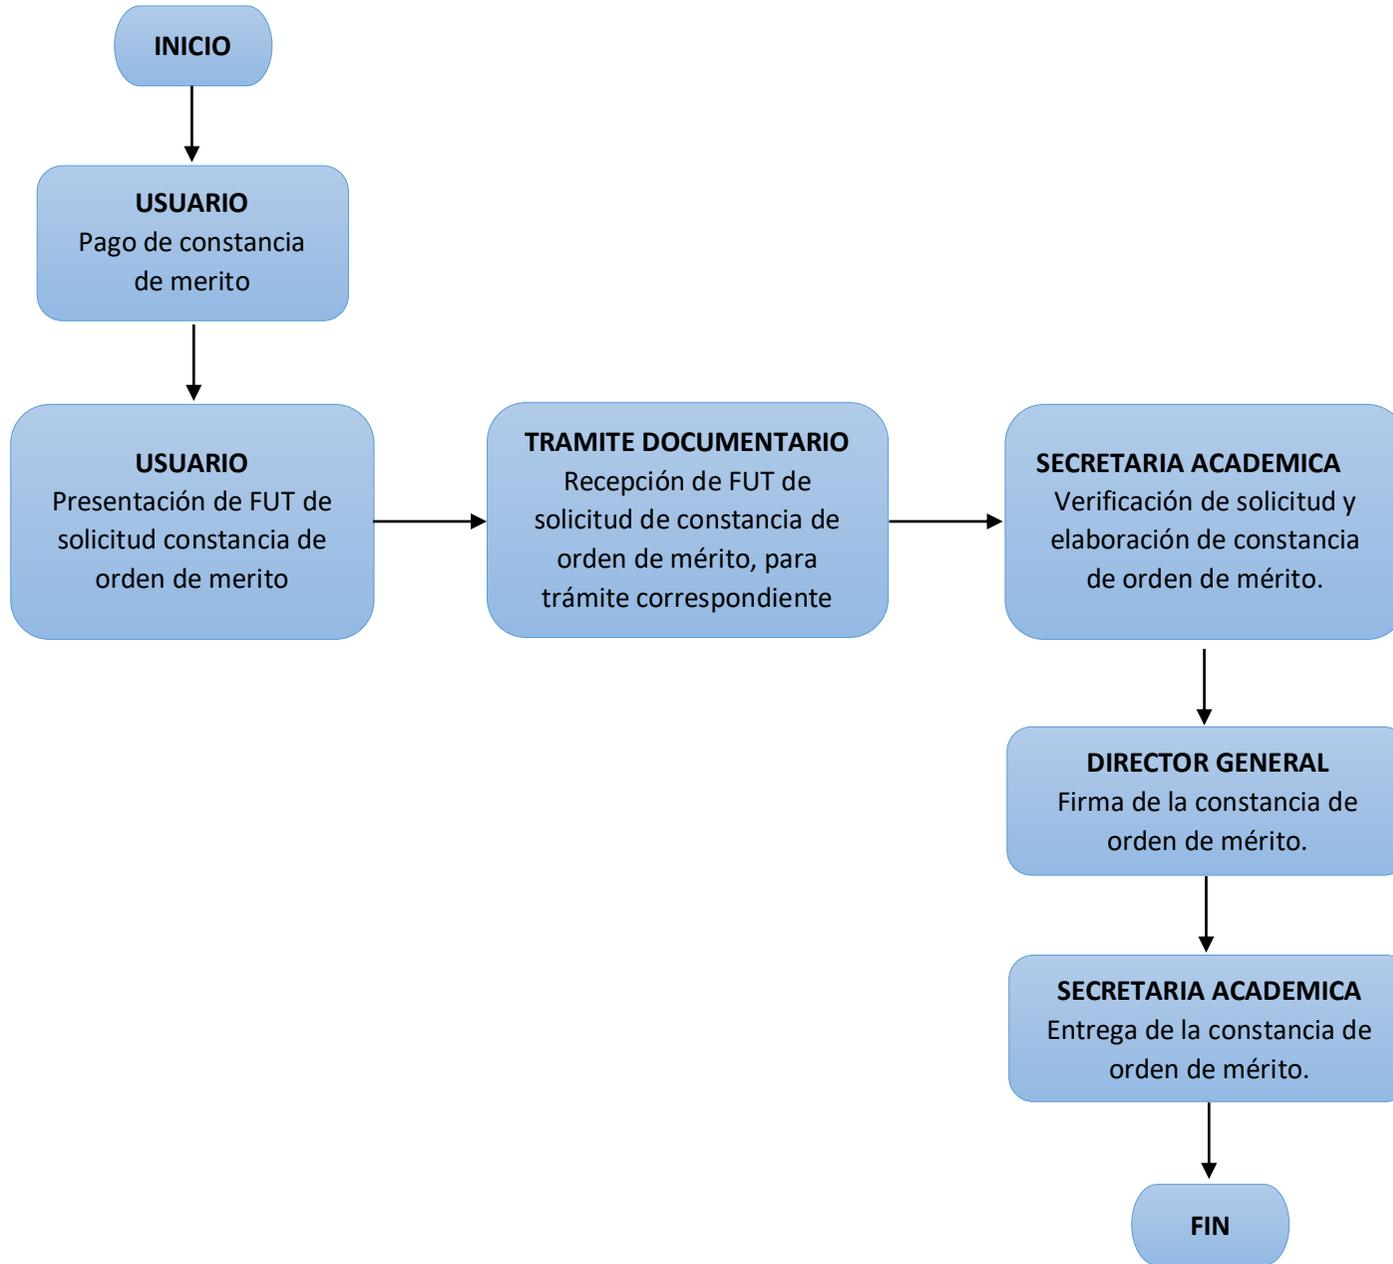 INICIO
USUARIO
Pago de constancia
de merito
USUARIO
Presentación de FUT de
solicitud constancia de
orden de merito
TRAMITE DOCUMENTARIO
Recepción de FUT de
solicitud de constancia de
orden de mérito, para
trámite correspondiente
SECRETARIA ACADEMICA
Verificación de solicitud y
elaboración de constancia
de orden de mérito.
DIRECTOR GENERAL
Firma de la constancia de
orden de mérito.
SECRETARIA ACADEMICA
Entrega de la constancia de
orden de mérito.
FIN